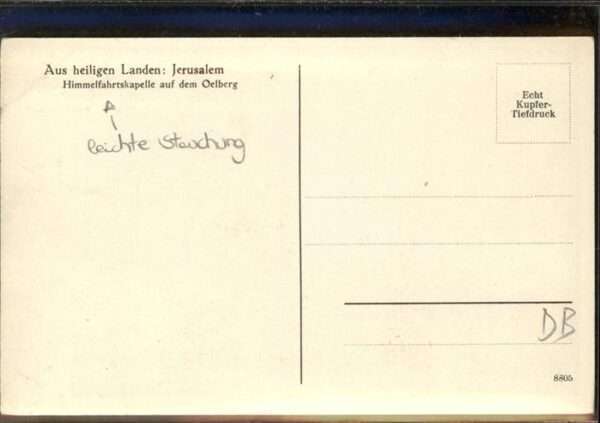 Aus heiligen Landen: Jerusalem
Himmelfahrtskapelle auf dem Oelberg
leichte Stauchung
Echt
Kupfer-
Tiefdruck
DB
8805